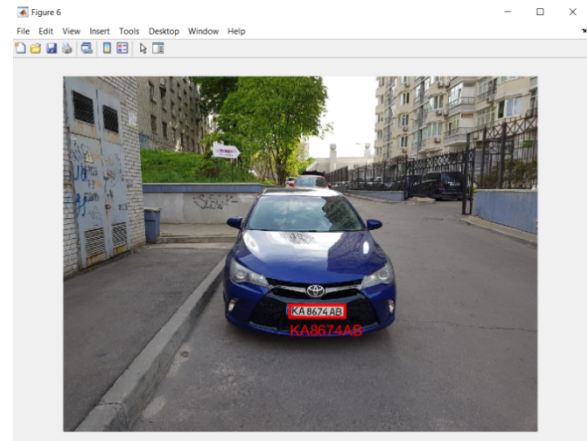 Figure 6
File Edit View Insert Tools Desktop Window Help
KA 8674 AB
KA8674AB